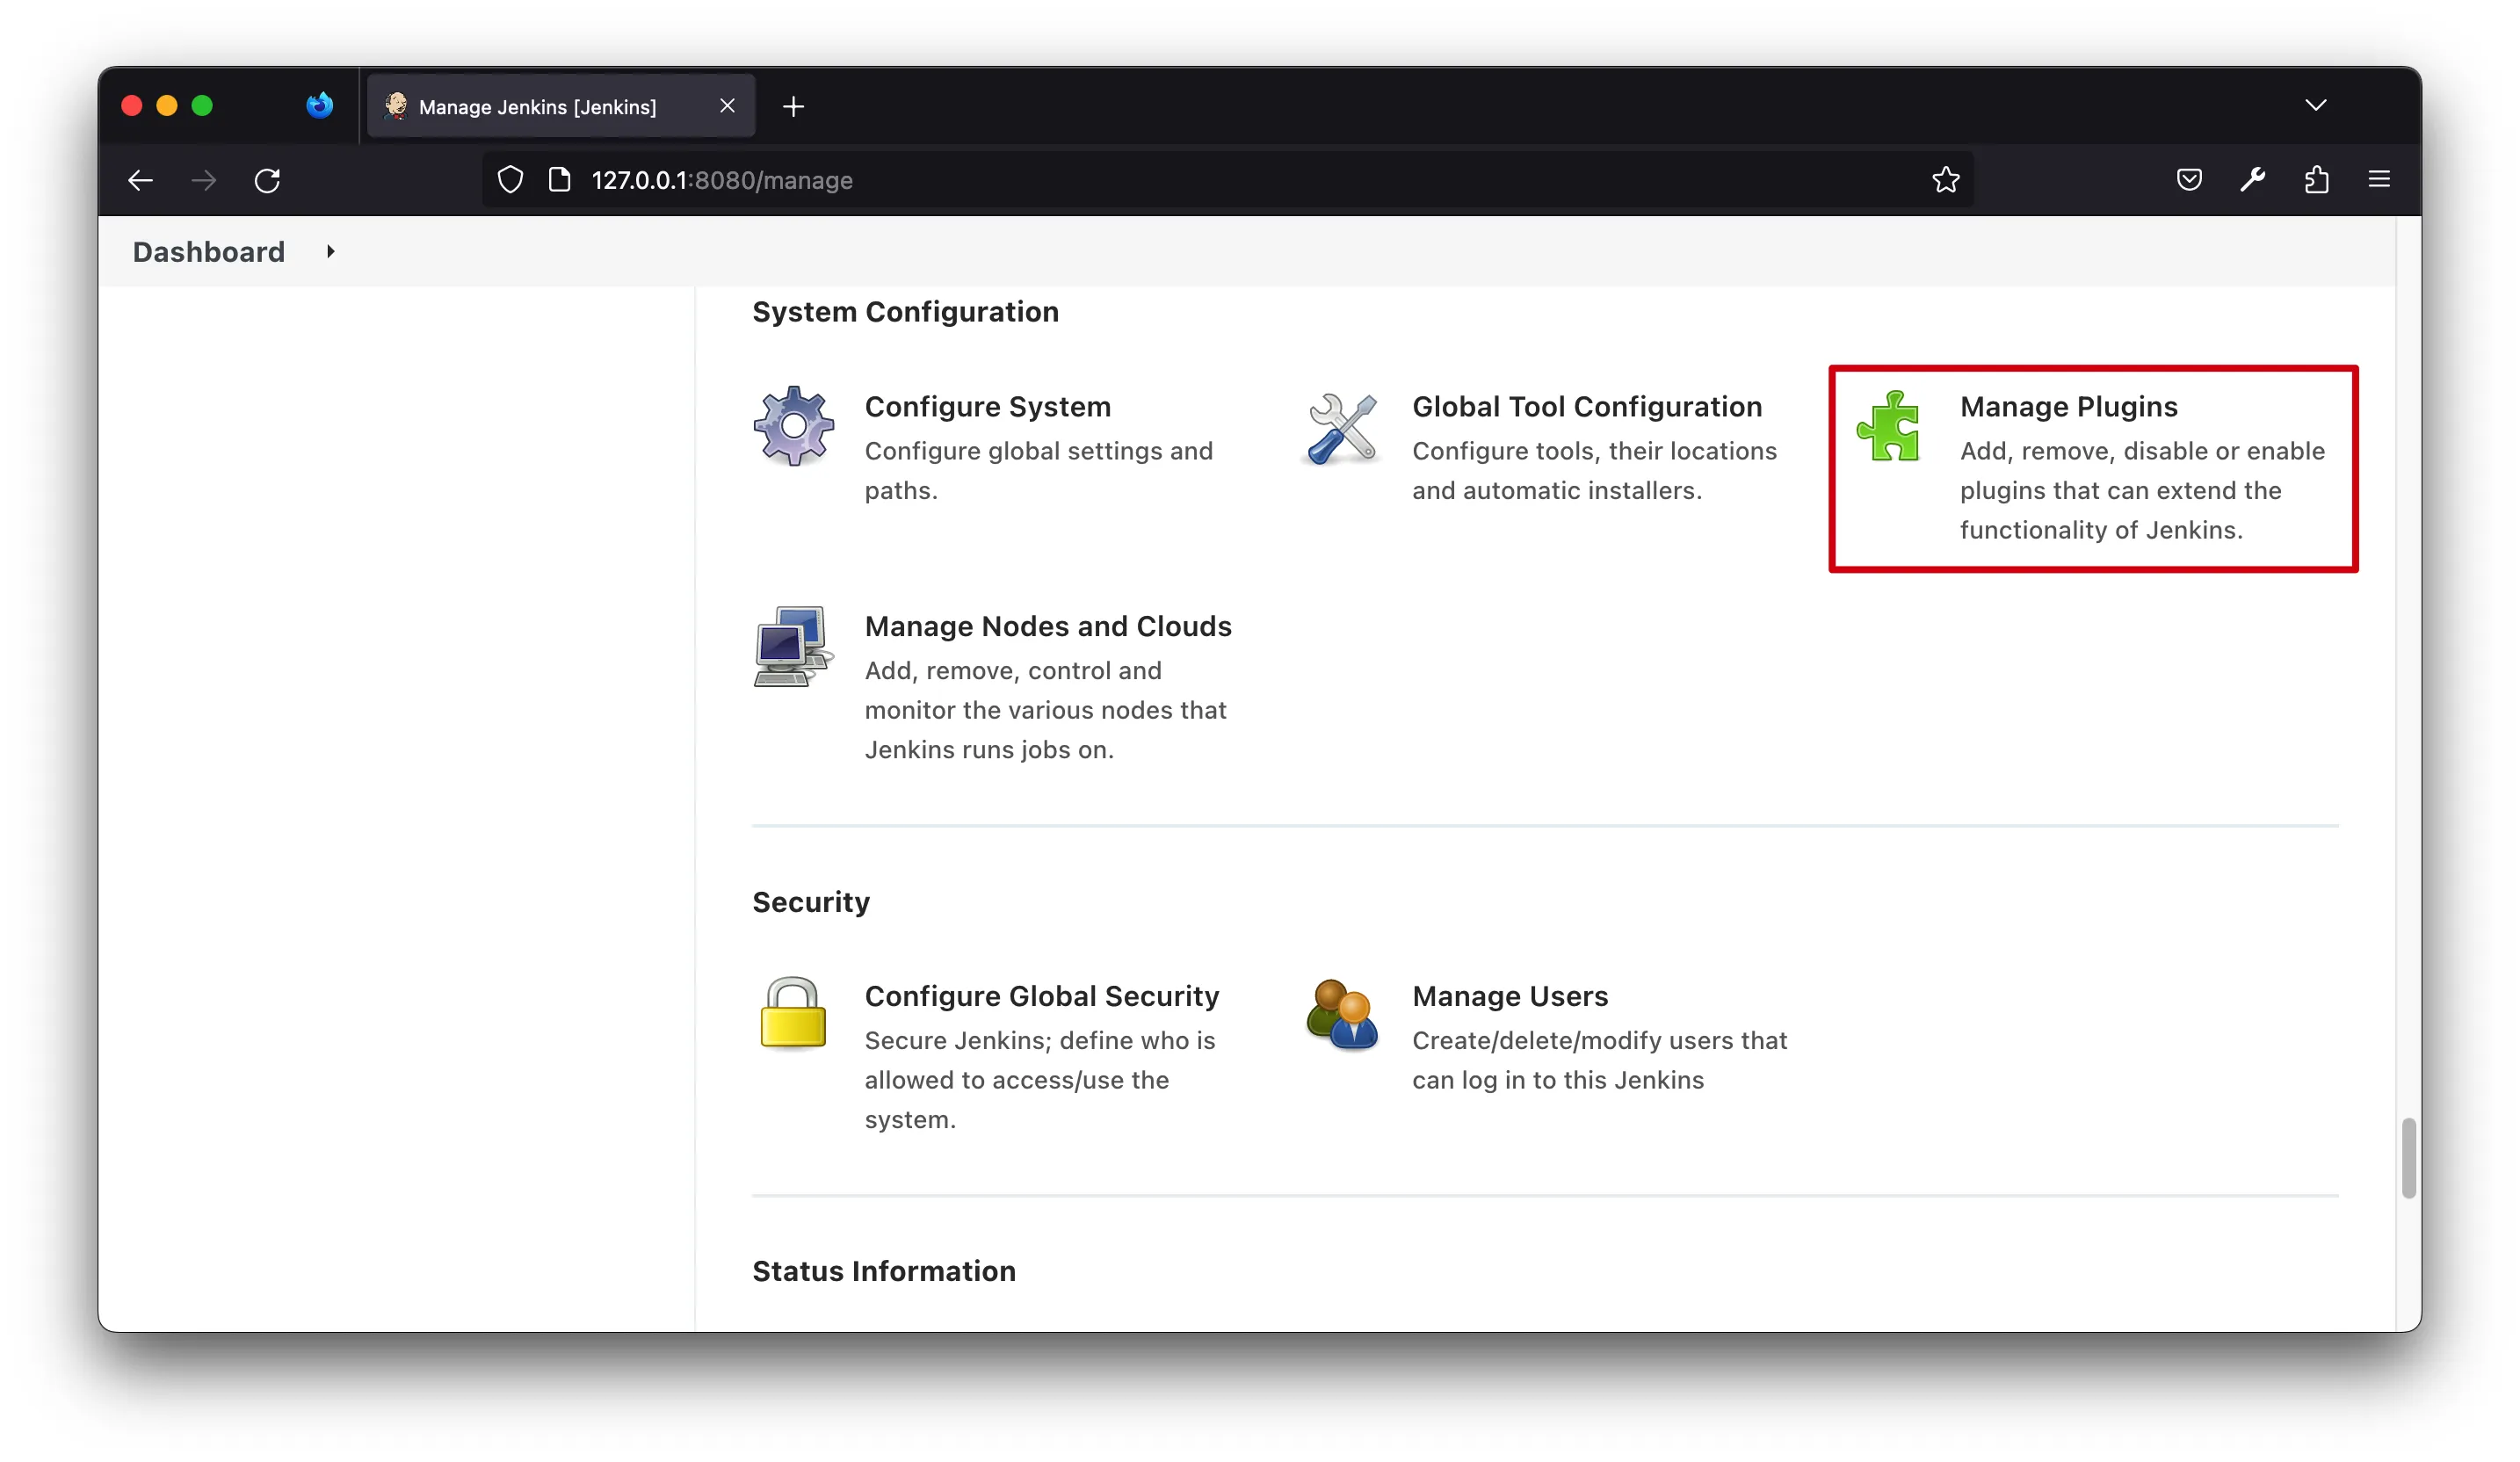 Manage Jenkins [Jenkins]
127.0.0.1:8080/manage
Dashboard
System Configuration
Configure System
Configure global settings and
paths.
Global Tool Configuration
Configure tools, their locations
and automatic installers.
Manage Plugins
Add, remove, disable or enable
plugins that can extend the
functionality of Jenkins.
Manage Nodes and Clouds
Add, remove, control and
monitor the various nodes that
Jenkins runs jobs on.
Security
Configure Global Security
Secure Jenkins; define who is
allowed to access/use the
system.
Manage Users
Create/delete/modify users that
can log in to this Jenkins
Status Information